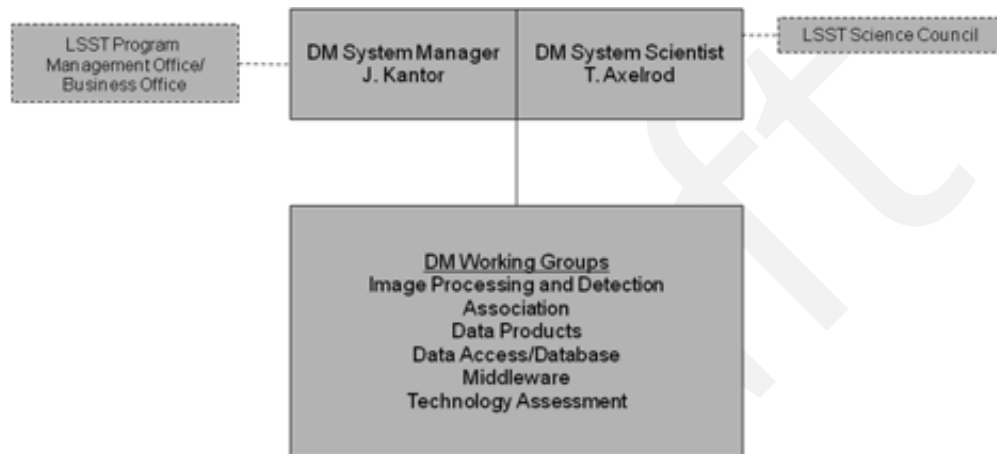 LSST Program
Management Office/
Business Office
DM System Manager
J. Kantor
DM System Scientist
T. Axelrod
LSST Science Council
DM Working Groups
Image Processing and Detection
Association
Data Products
Data Access/Database
Middleware
Technology Assessment